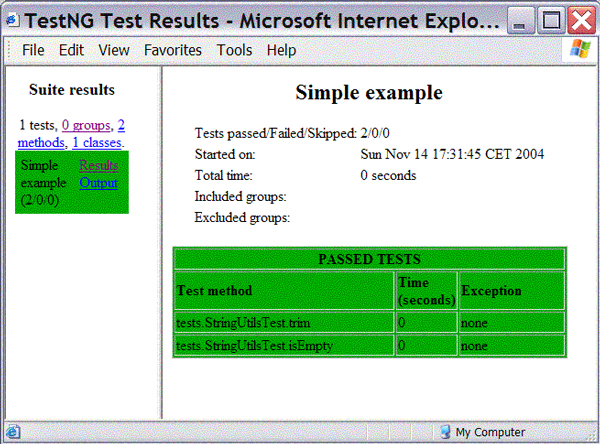 TestNG Test Results - Microsoft Internet Explo...
File Edit View Favorites Tools Help
Suite results
1 tests, 0 groups, 2
methods, 1 classes.
Simple
example
(2/0/0)
Results
Output
Simple example
Tests passed/Failed/Skipped: 2/0/0
Started on: Sun Nov 14 17:31:45 CET 2004
Total time: 0 seconds
Included groups:
Excluded groups:
PASSED TESTS
Test method Time (seconds) Exception
tests.StringUtilsTest.trim 0 none
tests.StringUtilsTest.isEmpty 0 none
My Computer